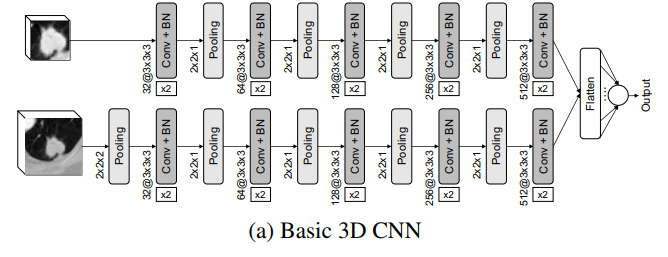 32@3x3x3
Conv + BN
x2
2x2x1
Pooling
64@3x3x3
Conv + BN
x2
2x2x1
Pooling
128@3x3x3
Conv + BN
x2
2x2x1
Pooling
256@3x3x3
Conv + BN
x2
2x2x1
Pooling
512@3x3x3
Conv + BN
x2
2x2x2
Pooling
32@3x3x3
Conv + BN
x2
2x2x1
Pooling
64@3x3x3
Conv + BN
x2
2x2x1
Pooling
128@3x3x3
Conv + BN
x2
2x2x1
Pooling
256@3x3x3
Conv + BN
x2
2x2x1
Pooling
512@3x3x3
Conv + BN
x2
Flatten
....
Output
(a) Basic 3D CNN